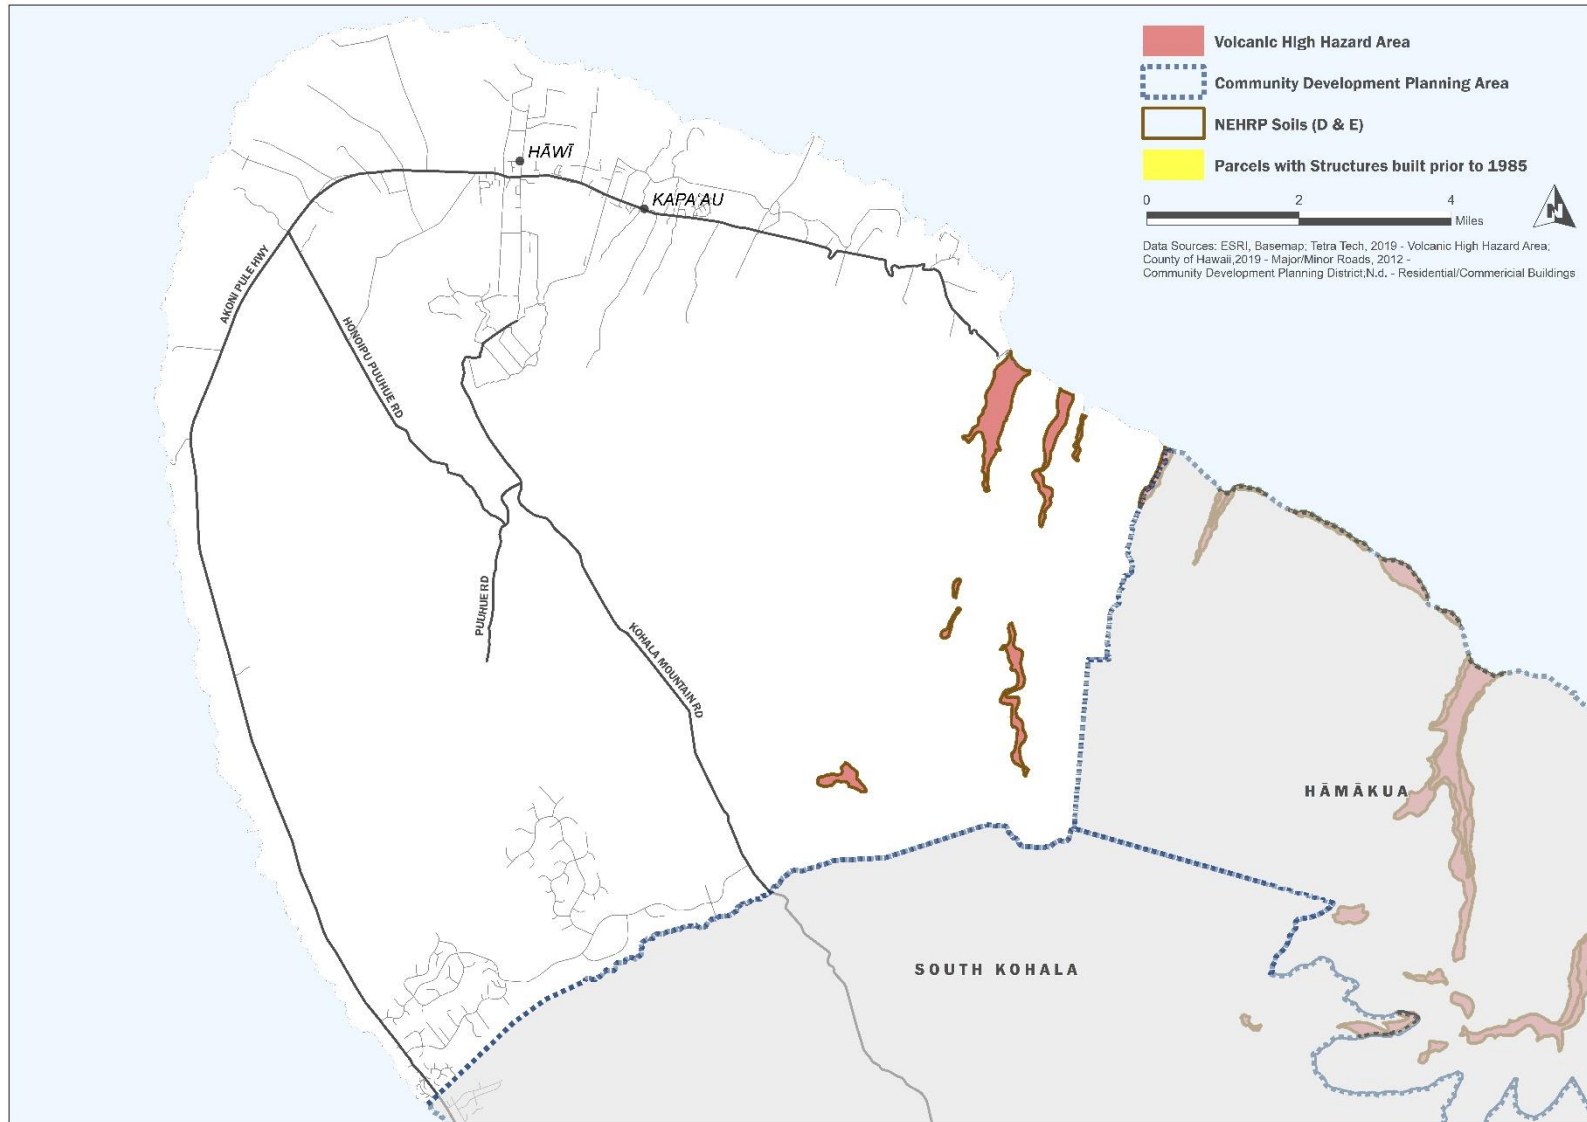 Volcanic High Hazard Area
Community Development Planning Area
NEHRP Soils (D & E)
Parcels with Structures built prior to 1985
0 2 4
Miles
N
Data Sources: ESRI, Basemap; Tetra Tech, 2019 - Volcanic High Hazard Area;
County of Hawaii,2019 - Major/Minor Roads, 2012 -
Community Development Planning District;N.d. - Residential/Commericial Buildings
HĀWĪ
KAPAʻAU
AKONI PULE HWY
HONOIPU PUUHUE RD
PUUHUE RD
KOHALA MOUNTAIN RD
HĀMĀKUA
SOUTH KOHALA